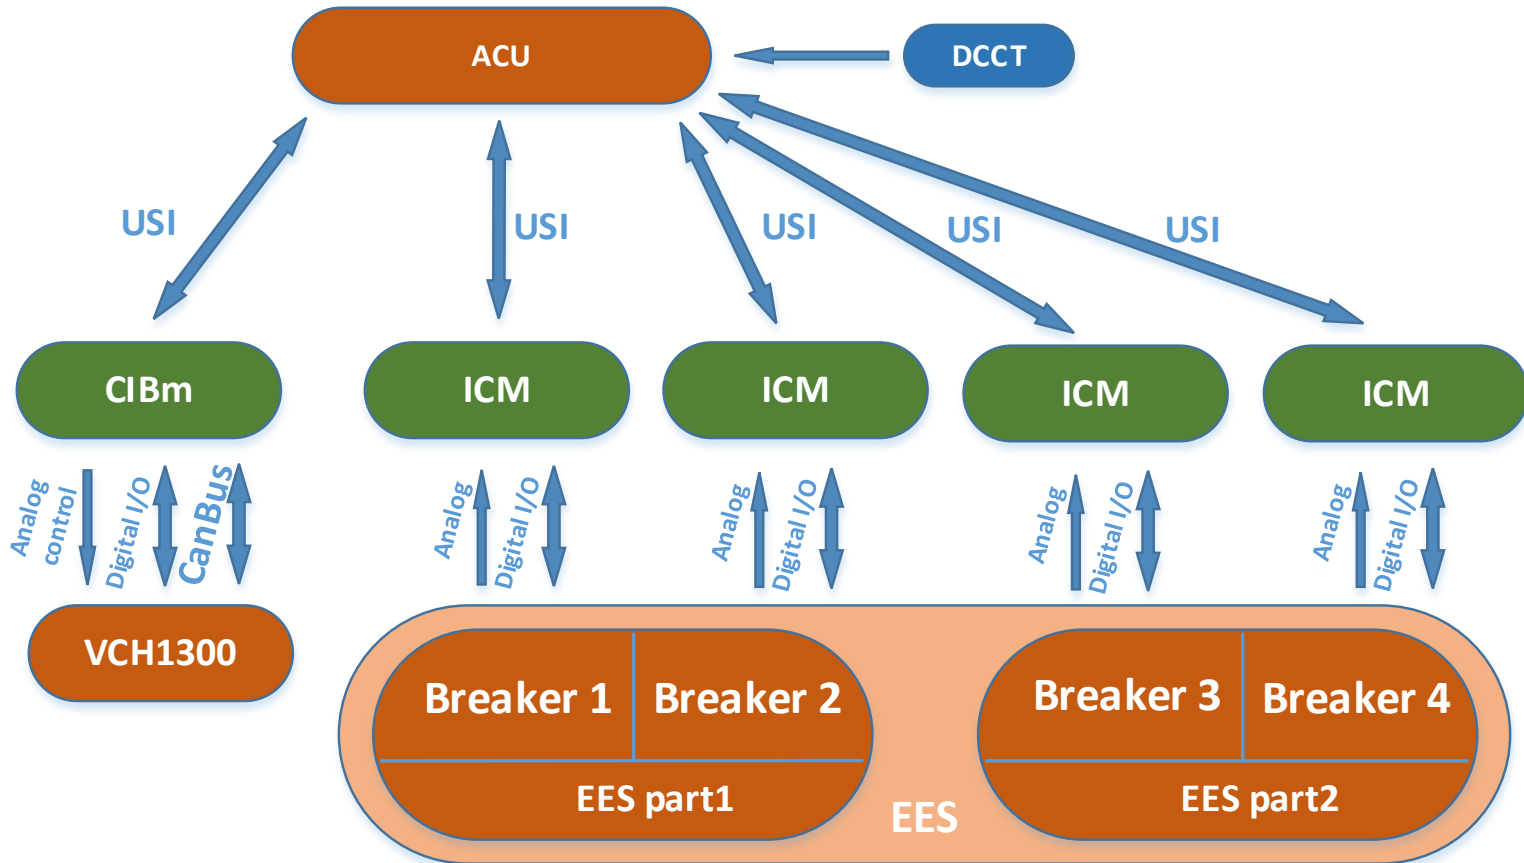 ACU
DCCT
USI
USI
USI
USI
USI
CIBm
ICM
ICM
ICM
ICM
Analog
control
Digital I/O
CanBus
Analog
Digital I/O
Analog
Digital I/O
Analog
Digital I/O
Analog
Digital I/O
VCH1300
Breaker 1
Breaker 2
Breaker 3
Breaker 4
EES part1
EES part2
EES